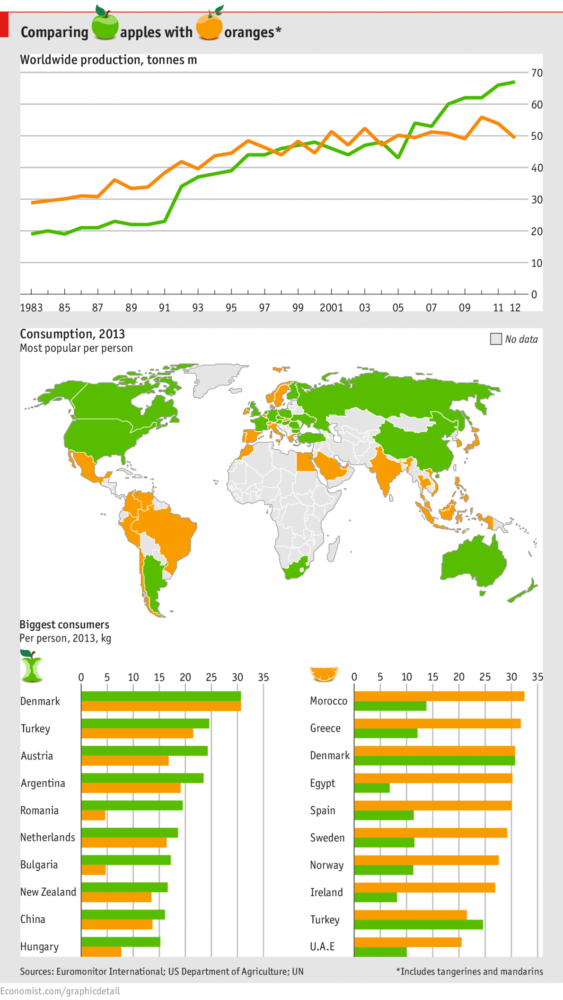 Comparing apples with oranges*
Worldwide production, tonnes m
70
60
50
40
30
20
10
0
1983 85 87 89 91 93 95 97 99 2001 03 05 07 09 11 12
Consumption, 2013
Most popular per person
No data
Biggest consumers
Per person, 2013, kg
0 5 10 15 20 25 30 35
Denmark
Turkey
Austria
Argentina
Romania
Netherlands
Bulgaria
New Zealand
China
Hungary
0 5 10 15 20 25 30 35
Morocco
Greece
Denmark
Egypt
Spain
Sweden
Norway
Ireland
Turkey
U.A.E
Sources: Euromonitor International; US Department of Agriculture; UN
*Includes tangerines and mandarins
Economist.com/graphicdetail